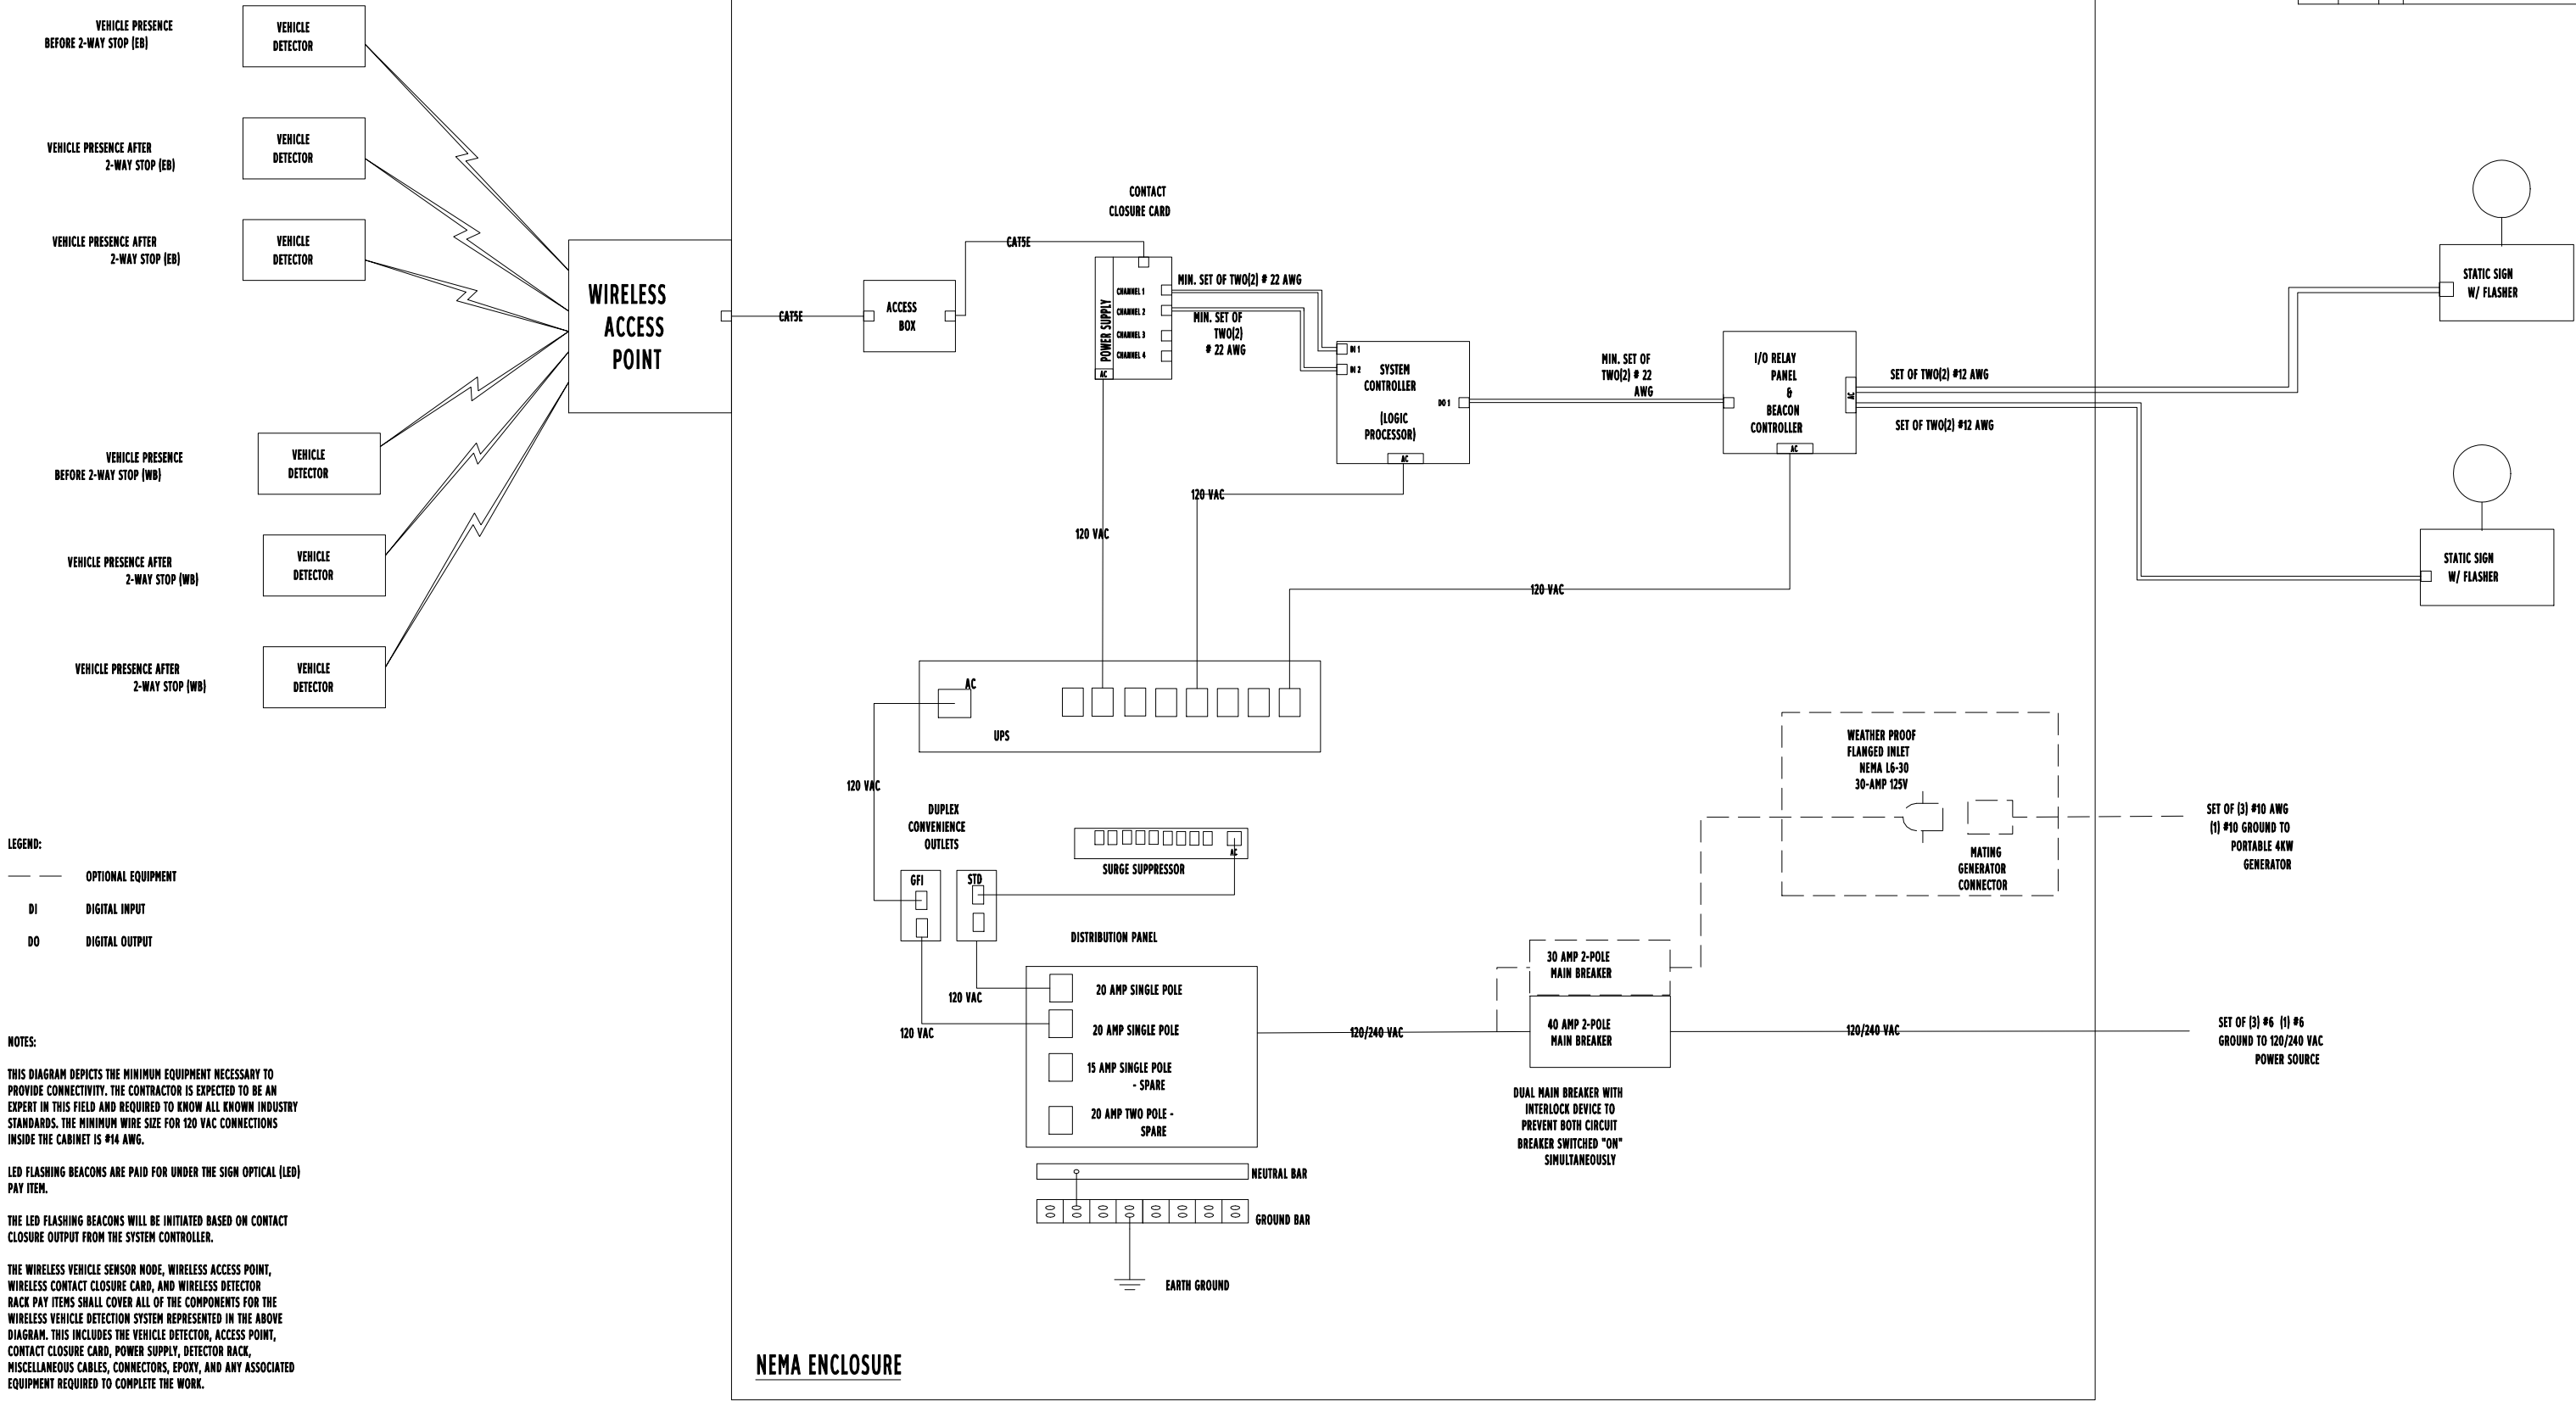 VEHICLE PRESENCE
BEFORE 2-WAY STOP (EB)
VEHICLE
DETECTOR
VEHICLE PRESENCE AFTER
2-WAY STOP (EB)
VEHICLE
DETECTOR
VEHICLE PRESENCE AFTER
2-WAY STOP (EB)
VEHICLE
DETECTOR
VEHICLE PRESENCE
BEFORE 2-WAY STOP (WB)
VEHICLE
DETECTOR
VEHICLE PRESENCE AFTER
2-WAY STOP (WB)
VEHICLE
DETECTOR
VEHICLE PRESENCE AFTER
2-WAY STOP (WB)
VEHICLE
DETECTOR
WIRELESS
ACCESS
POINT
CAT5E
ACCESS
BOX
CAT5E
CONTACT
CLOSURE CARD
POWER SUPPLY
AC
CHANNEL 1
CHANNEL 2
CHANNEL 3
CHANNEL 4
MIN. SET OF TWO(2) # 22 AWG
MIN. SET OF
TWO(2)
# 22 AWG
DI 1
DI 2
SYSTEM
CONTROLLER
(LOGIC
PROCESSOR)
DO 1
AC
MIN. SET OF
TWO(2) # 22
AWG
I/O RELAY
PANEL
&
BEACON
CONTROLLER
AC
AC
SET OF TWO(2) #12 AWG
SET OF TWO(2) #12 AWG
STATIC SIGN
W/ FLASHER
STATIC SIGN
W/ FLASHER
120 VAC
120 VAC
120 VAC
AC
UPS
120 VAC
DUPLEX
CONVENIENCE
OUTLETS
GFI
STD
AC
SURGE SUPPRESSOR
120 VAC
120 VAC
DISTRIBUTION PANEL
20 AMP SINGLE POLE
20 AMP SINGLE POLE
15 AMP SINGLE POLE
- SPARE
20 AMP TWO POLE -
SPARE
NEUTRAL BAR
GROUND BAR
EARTH GROUND
120/240 VAC
30 AMP 2-POLE
MAIN BREAKER
40 AMP 2-POLE
MAIN BREAKER
DUAL MAIN BREAKER WITH
INTERLOCK DEVICE TO
PREVENT BOTH CIRCUIT
BREAKER SWITCHED "ON"
SIMULTANEOUSLY
120/240 VAC
WEATHER PROOF
FLANGED INLET
NEMA L6-30
30-AMP 125V
MATING
GENERATOR
CONNECTOR
SET OF (3) #10 AWG
(1) #10 GROUND TO
PORTABLE 4KW
GENERATOR
SET OF (3) #6 (1) #6
GROUND TO 120/240 VAC
POWER SOURCE
NEMA ENCLOSURE
LEGEND:
OPTIONAL EQUIPMENT
DI DIGITAL INPUT
DO DIGITAL OUTPUT
NOTES:
THIS DIAGRAM DEPICTS THE MINIMUM EQUIPMENT NECESSARY TO
PROVIDE CONNECTIVITY. THE CONTRACTOR IS EXPECTED TO BE AN
EXPERT IN THIS FIELD AND REQUIRED TO KNOW ALL KNOWN INDUSTRY
STANDARDS. THE MINIMUM WIRE SIZE FOR 120 VAC CONNECTIONS
INSIDE THE CABINET IS #14 AWG.
LED FLASHING BEACONS ARE PAID FOR UNDER THE SIGN OPTICAL (LED)
PAY ITEM.
THE LED FLASHING BEACONS WILL BE INITIATED BASED ON CONTACT
CLOSURE OUTPUT FROM THE SYSTEM CONTROLLER.
THE WIRELESS VEHICLE SENSOR NODE, WIRELESS ACCESS POINT,
WIRELESS CONTACT CLOSURE CARD, AND WIRELESS DETECTOR
RACK PAY ITEMS SHALL COVER ALL OF THE COMPONENTS FOR THE
WIRELESS VEHICLE DETECTION SYSTEM REPRESENTED IN THE ABOVE
DIAGRAM. THIS INCLUDES THE VEHICLE DETECTOR, ACCESS POINT,
CONTACT CLOSURE CARD, POWER SUPPLY, DETECTOR RACK,
MISCELLANEOUS CABLES, CONNECTORS, EPOXY, AND ANY ASSOCIATED
EQUIPMENT REQUIRED TO COMPLETE THE WORK.